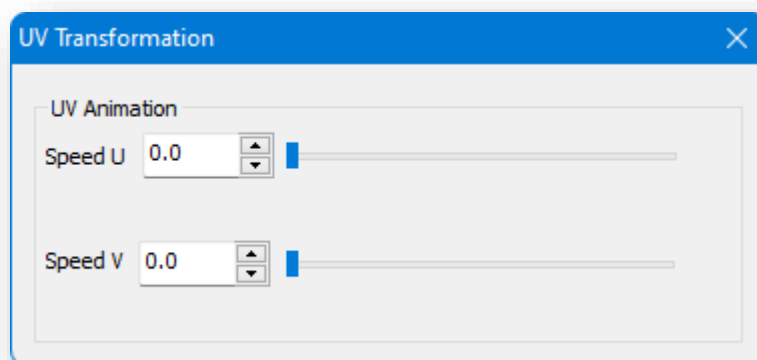 UV Transformation
UV Animation
Speed U 0.0
Speed V 0.0